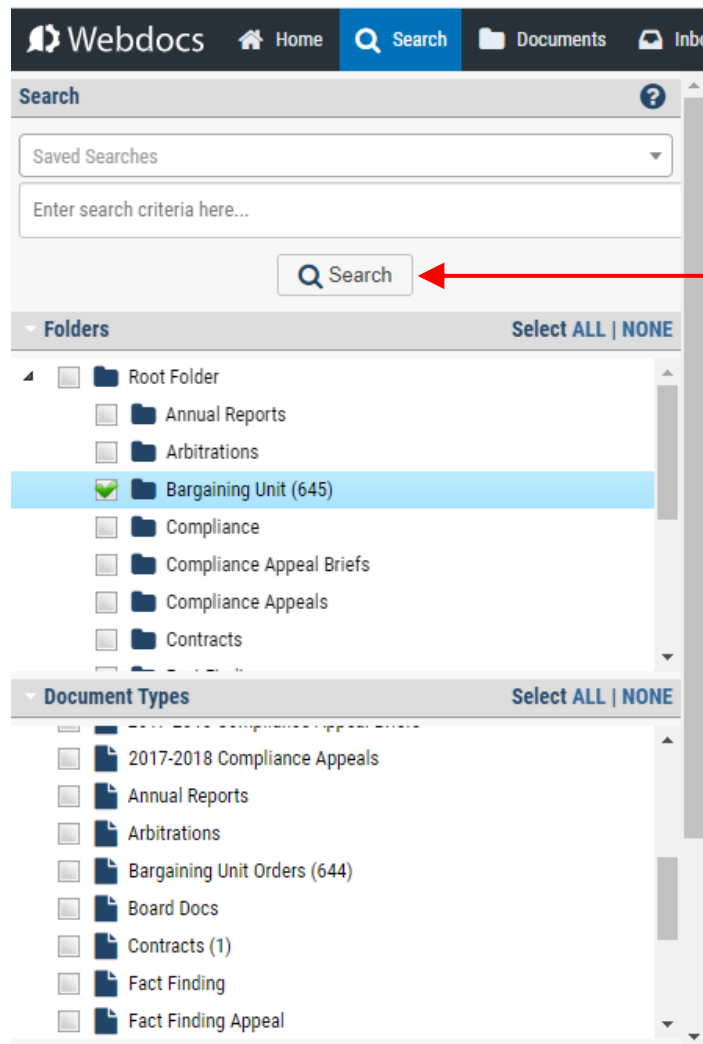 Webdocs Home Search Documents Inbo
Search
Saved Searches
Enter search criteria here...
Search
Folders Select ALL | NONE
Root Folder
Annual Reports
Arbitrations
Bargaining Unit (645)
Compliance
Compliance Appeal Briefs
Compliance Appeals
Contracts
Document Types Select ALL | NONE
2017-2018 Compliance Appeals
Annual Reports
Arbitrations
Bargaining Unit Orders (644)
Board Docs
Contracts (1)
Fact Finding
Fact Finding Appeal